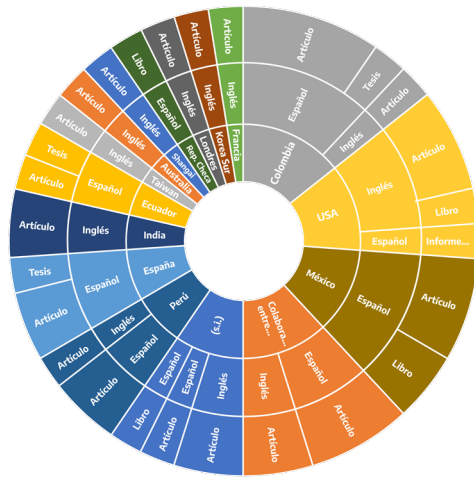 Colombia
Español
Artículo
Tesis
Inglés
Artículo
USA
Inglés
Artículo
Libro
Español
Informe...
México
Español
Artículo
Libro
Colabora...
entre...
Español
Artículo
Inglés
Artículo
(s.i.)
Inglés
Artículo
Español
Artículo
Español
Libro
Perú
Español
Artículo
Inglés
Artículo
España
Español
Artículo
Tesis
India
Inglés
Artículo
Ecuador
Español
Artículo
Tesis
Taiwan
Inglés
Artículo
Australia
Inglés
Artículo
Shangai
Inglés
Artículo
Rep. Checa
Español
Libro
Londres
Inglés
Artículo
Korea Sur
Inglés
Artículo
Francia
Inglés
Artículo